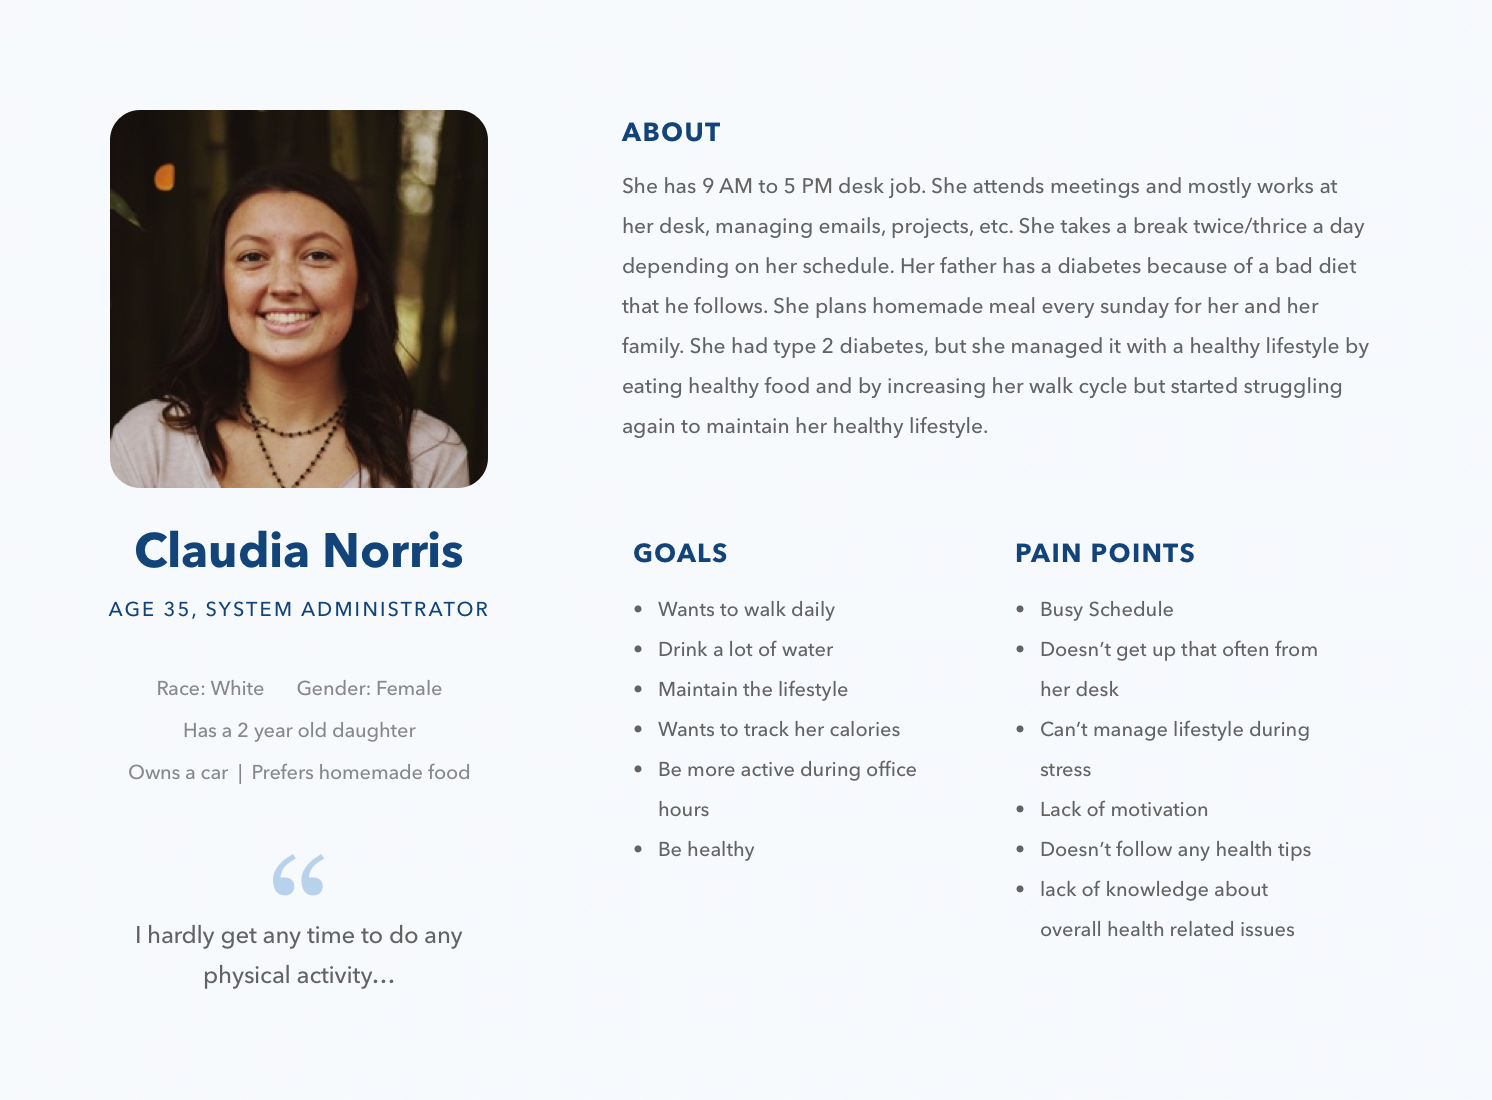 Claudia Norris
AGE 35, SYSTEM ADMINISTRATOR
Race: White Gender: Female
Has a 2 year old daughter
Owns a car | Prefers homemade food
“
I hardly get any time to do any
physical activity…
ABOUT
She has 9 AM to 5 PM desk job. She attends meetings and mostly works at
her desk, managing emails, projects, etc. She takes a break twice/thrice a day
depending on her schedule. Her father has a diabetes because of a bad diet
that he follows. She plans homemade meal every sunday for her and her
family. She had type 2 diabetes, but she managed it with a healthy lifestyle by
eating healthy food and by increasing her walk cycle but started struggling
again to maintain her healthy lifestyle.
GOALS
• Wants to walk daily
• Drink a lot of water
• Maintain the lifestyle
• Wants to track her calories
• Be more active during office
hours
• Be healthy
PAIN POINTS
• Busy Schedule
• Doesn’t get up that often from
her desk
• Can’t manage lifestyle during
stress
• Lack of motivation
• Doesn’t follow any health tips
• lack of knowledge about
overall health related issues